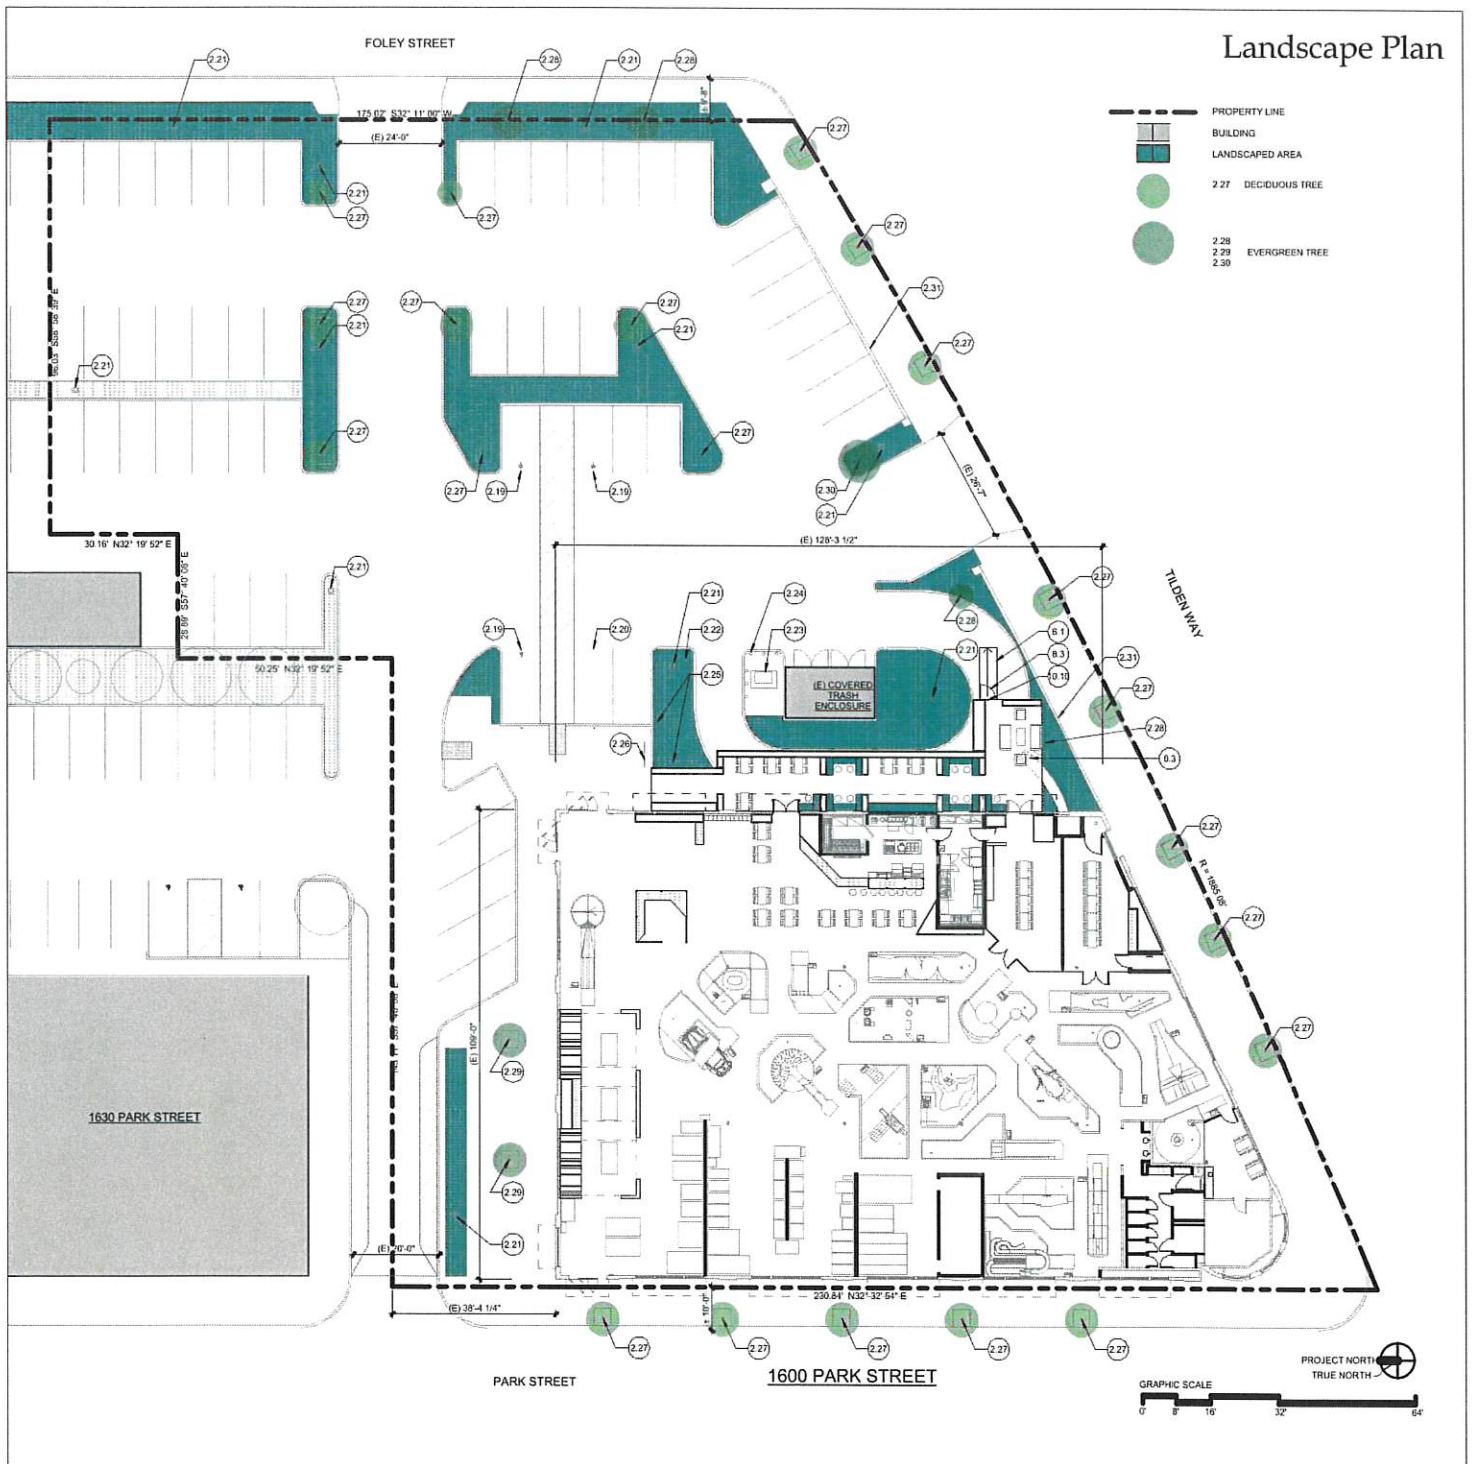 Landscape Plan
FOLEY STREET
2.21
2.28
2.21
2.28
PROPERTY LINE
BUILDING
LANDSCAPED AREA
2.27 DECIDUOUS TREE
2.28
2.29 EVERGREEN TREE
2.30
175.02' S32° 11' 00" W
(E) 24'-0"
2.27
2.21
2.27
2.27
2.27
2.31
2.27
2.21
2.27
2.27
2.21
2.27
2.21
2.27
2.27
2.27
2.19
2.19
2.30
2.21
(E) 26'-7"
30.16' N32° 19' 52" E
(E) 128'-3 1/2"
2.21
TILDEN WAY
2.27
2.21
2.24
2.28
2.19
2.20
2.22
2.23
6.1
8.3
2.21
2.31
50.25' N32° 19' 52" E
2.25
(E) COVERED
TRASH
ENCLOSURE
2.27
2.28
2.26
2.27
R = 1885.08'
2.27
2.27
(E) 109'-0"
2.29
1630 PARK STREET
2.29
2.21
(E) 38'-4 1/4"
230.84' N32°-32'-54" E
± 10'-0"
2.27
2.27
2.27
2.27
2.27
PARK STREET
1600 PARK STREET
PROJECT NORTH
TRUE NORTH
GRAPHIC SCALE
0' 8' 16' 32' 64'